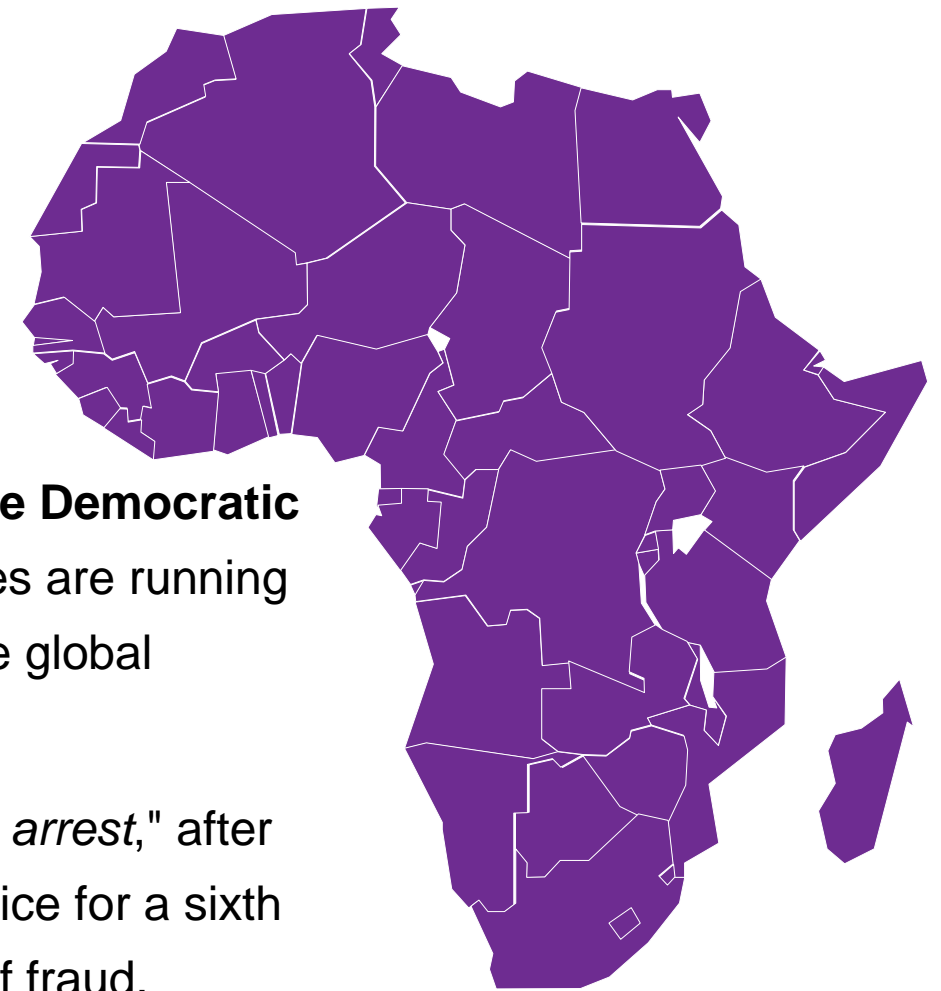 e Democratic
es are running
e global
arrest," after
ice for a sixth
f fraud.